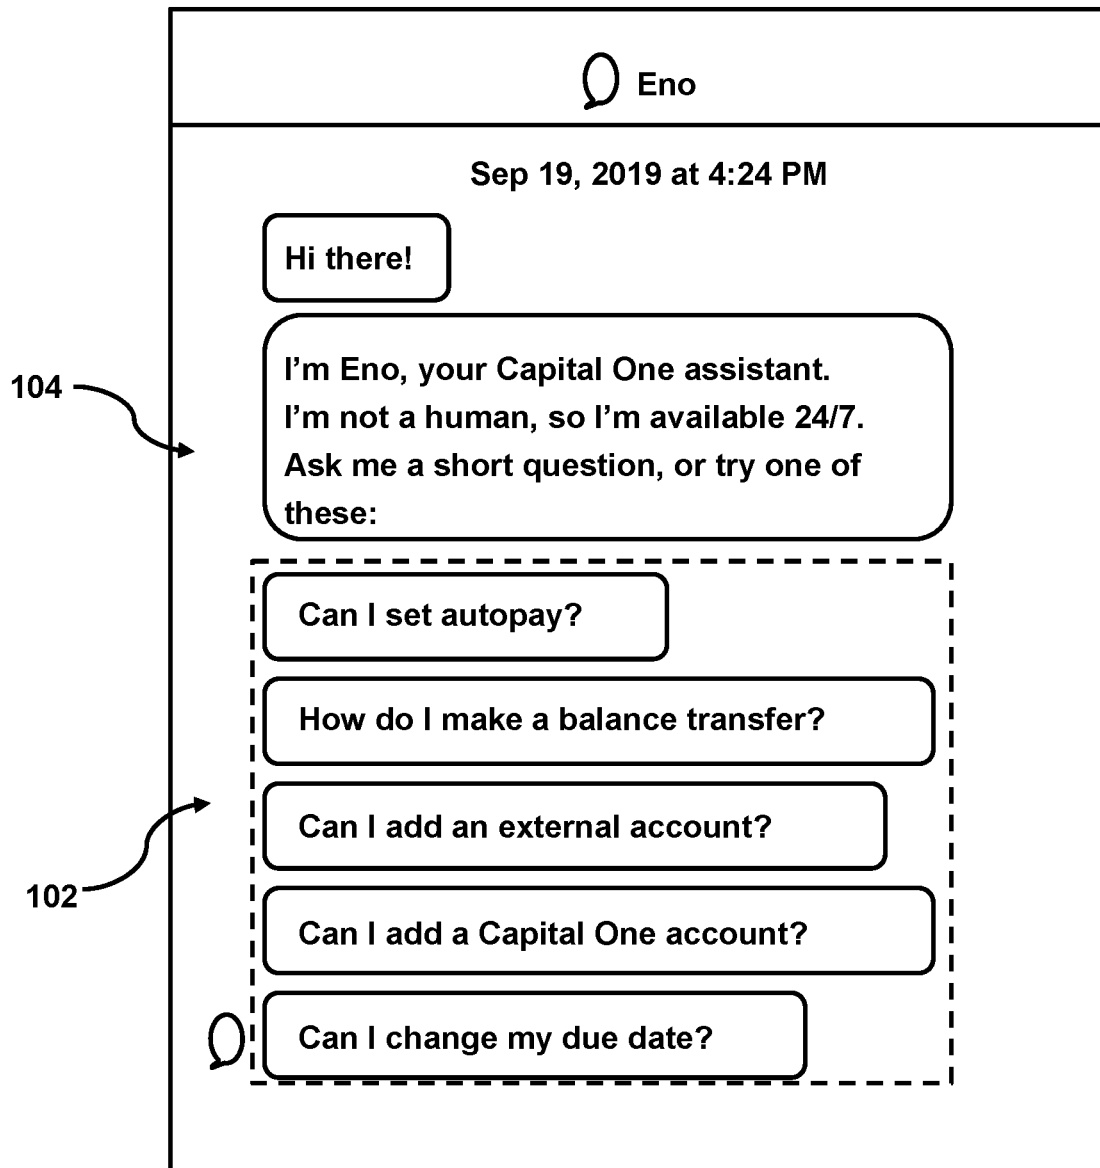 Eno
Sep 19, 2019 at 4:24 PM
Hi there!
104
I’m Eno, your Capital One assistant.
I’m not a human, so I’m available 24/7.
Ask me a short question, or try one of
these:
Can I set autopay?
How do I make a balance transfer?
Can I add an external account?
102
Can I add a Capital One account?
Can I change my due date?